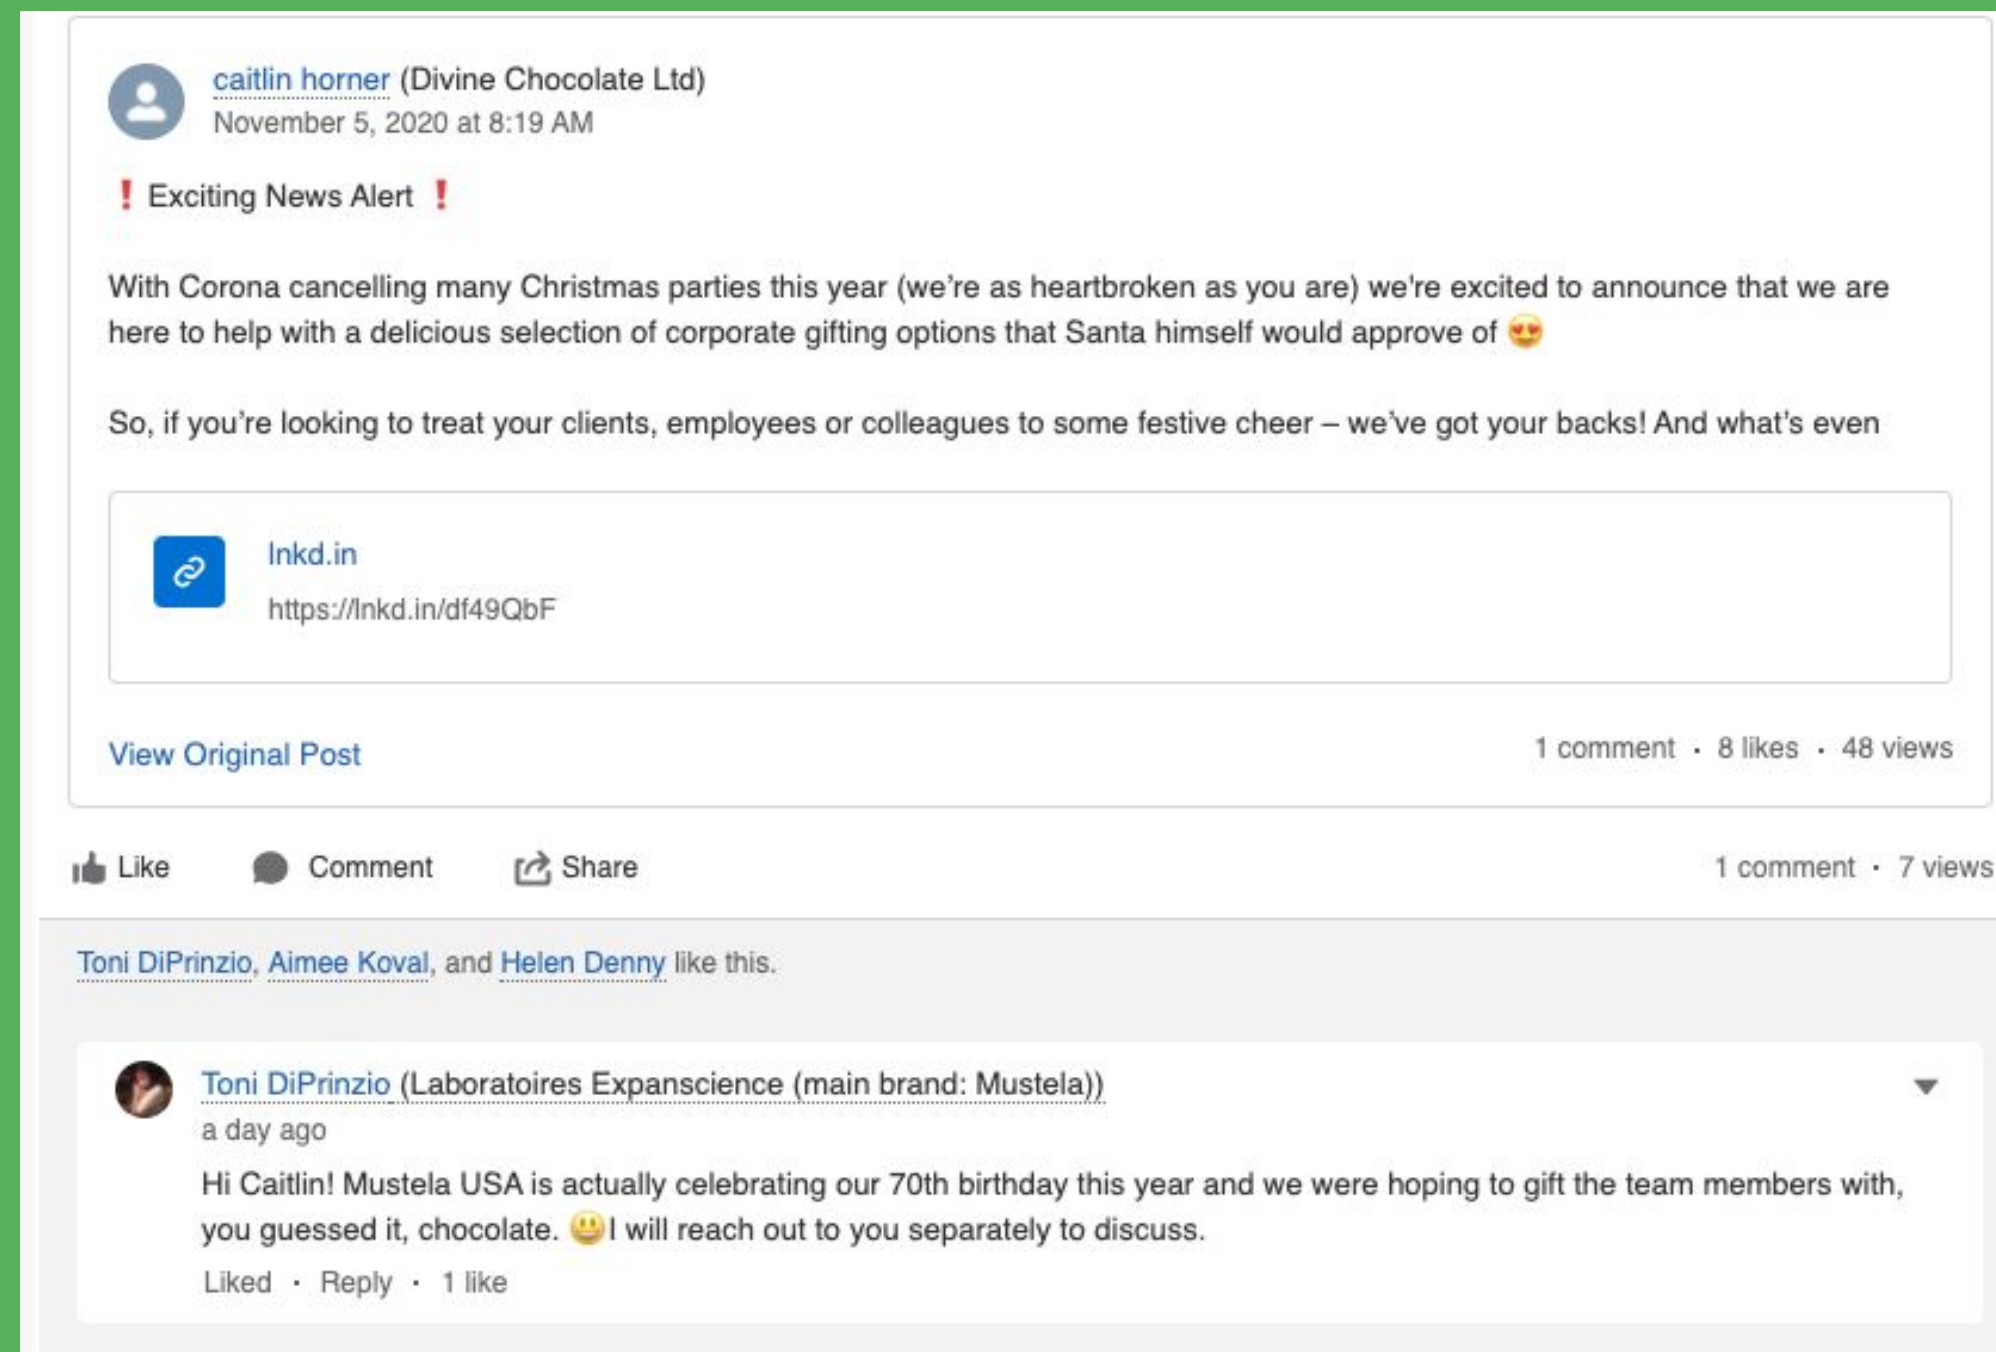 caitlin horner (Divine Chocolate Ltd)
November 5, 2020 at 8:19 AM
❗ Exciting News Alert ❗
With Corona cancelling many Christmas parties this year (we’re as heartbroken as you are) we're excited to announce that we are
here to help with a delicious selection of corporate gifting options that Santa himself would approve of 😍
So, if you’re looking to treat your clients, employees or colleagues to some festive cheer – we’ve got your backs! And what’s even
lnkd.in
https://lnkd.in/df49QbF
View Original Post
1 comment · 8 likes · 48 views
Like Comment Share
1 comment · 7 views
Toni DiPrinzio, Aimee Koval, and Helen Denny like this.
Toni DiPrinzio (Laboratoires Expanscience (main brand: Mustela))
a day ago
Hi Caitlin! Mustela USA is actually celebrating our 70th birthday this year and we were hoping to gift the team members with,
you guessed it, chocolate. 😃 I will reach out to you separately to discuss.
Liked · Reply · 1 like